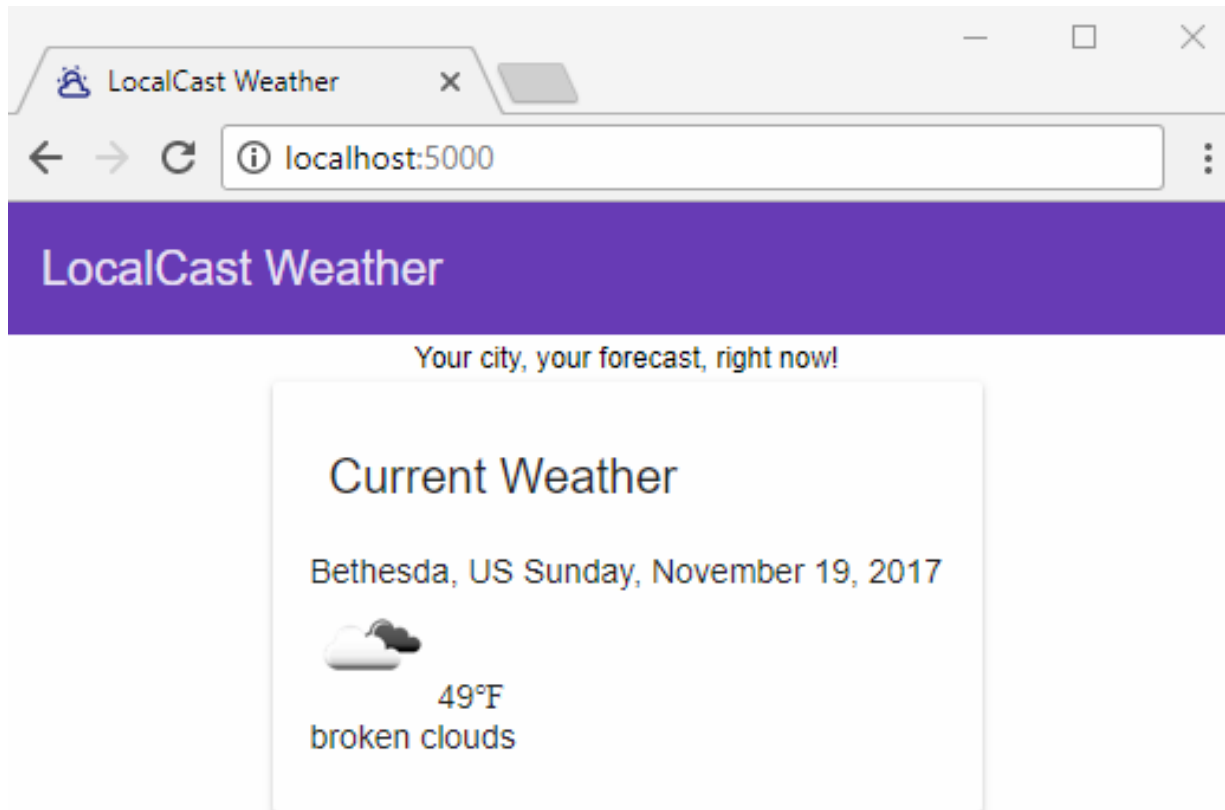 LocalCast Weather
localhost:5000
LocalCast Weather
Your city, your forecast, right now!
Current Weather
Bethesda, US Sunday, November 19, 2017
49℉
broken clouds